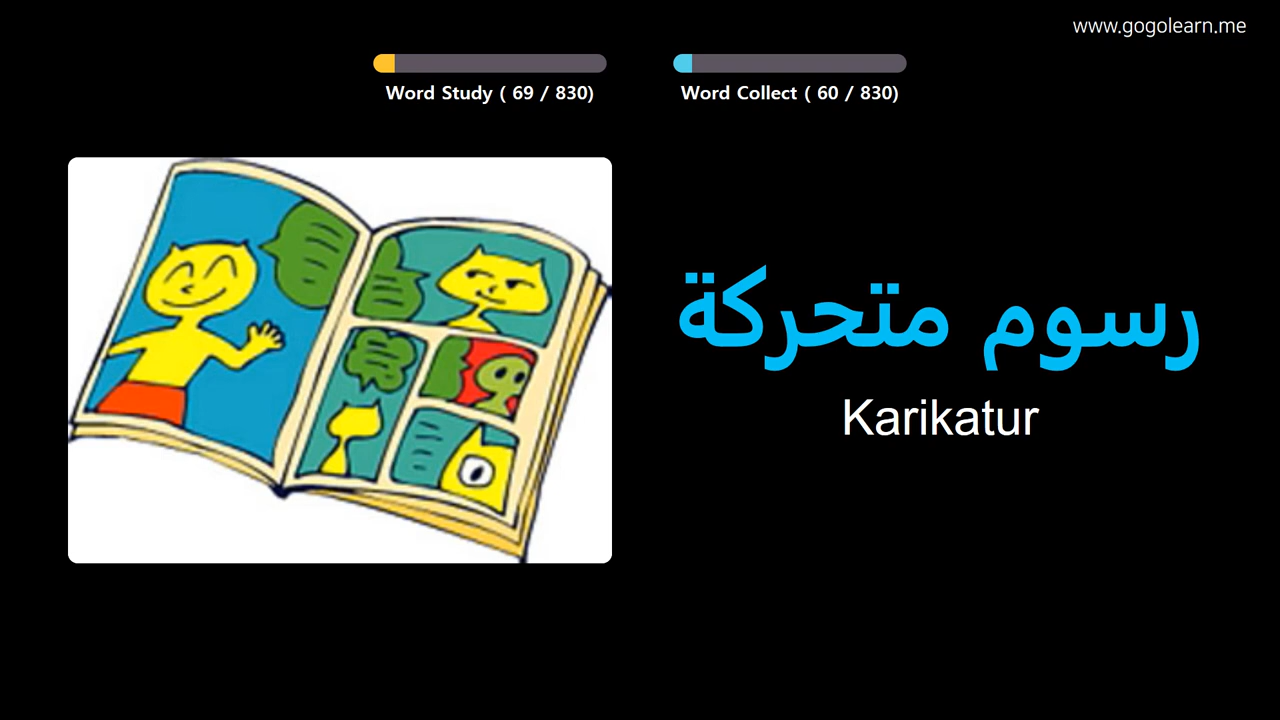 www.gogolearn.me
Word Study ( 69 / 830)
Word Collect ( 60 / 830)
رسوم متحركة
Karikatur